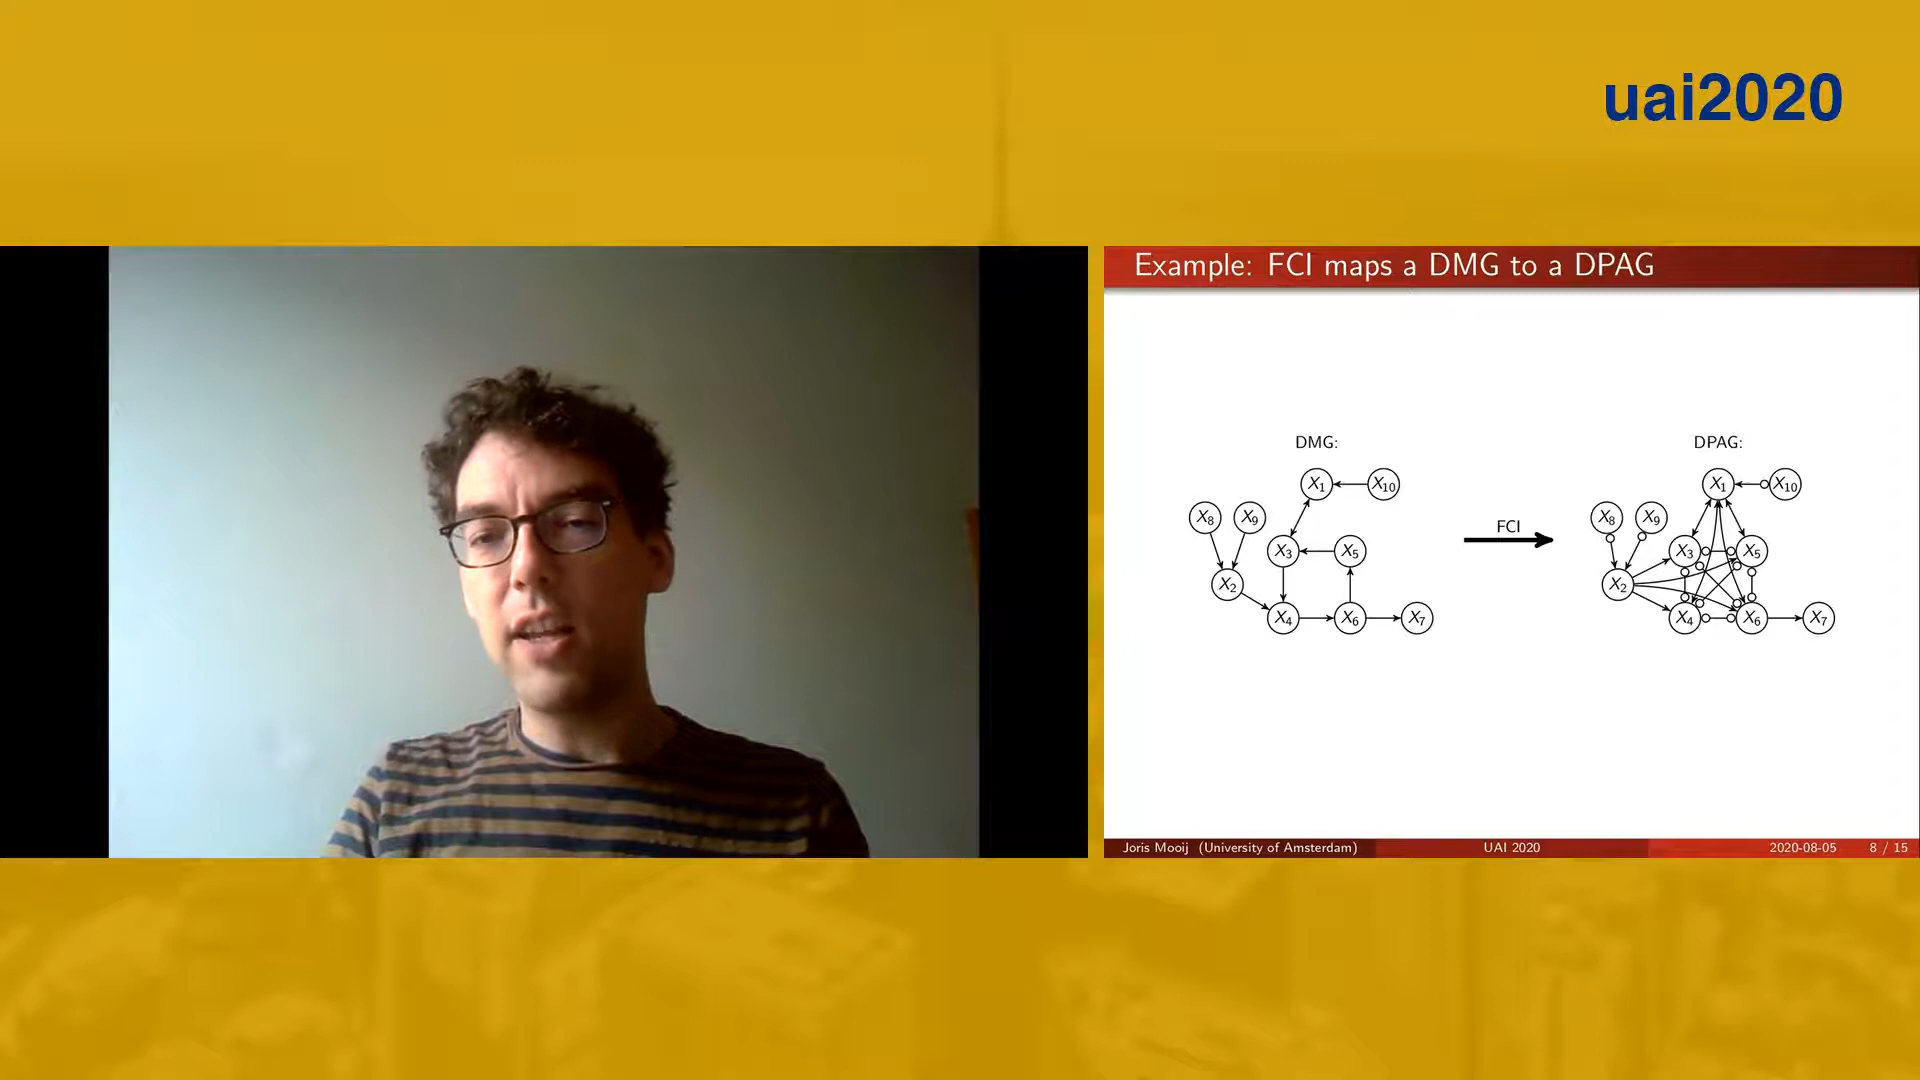 uai2020
Example: FCI maps a DMG to a DPAG
DMG:
X1
X10
X8
X9
X3
X5
X2
X4
X6
X7
FCI
DPAG:
X1
X10
X8
X9
X3
X5
X2
X4
X6
X7
Joris Mooij (University of Amsterdam)
UAI 2020
2020-08-05
8 / 15